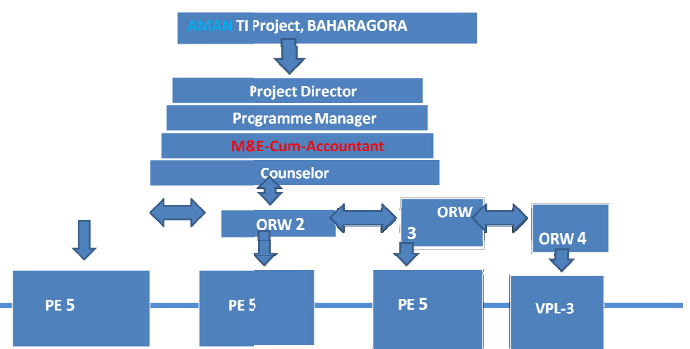 AMAN TI Project, BAHARAGORA
Project Director
Programme Manager
M&E-Cum-Accountant
Counselor
ORW 2
ORW
3
ORW 4
PE 5
PE 5
PE 5
VPL-3